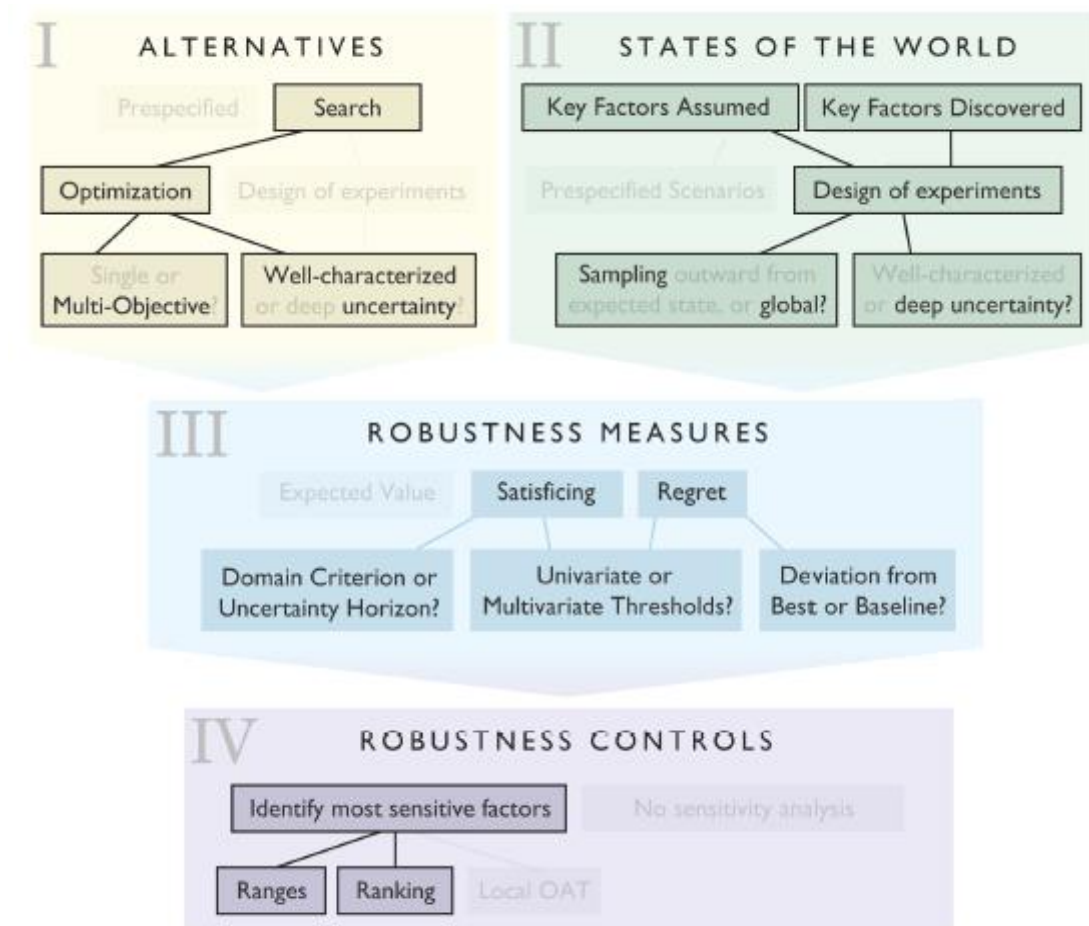 I ALTERNATIVES
Prespecified Search
Optimization Design of experiments
Single or
Multi-Objective?
Well-characterized
or deep uncertainty?
II STATES OF THE WORLD
Key Factors Assumed Key Factors Discovered
Prespecified Scenarios Design of experiments
Sampling outward from
expected state, or global?
Well-characterized
or deep uncertainty?
III ROBUSTNESS MEASURES
Expected Value Satisficing Regret
Domain Criterion or
Uncertainty Horizon?
Univariate or
Multivariate Thresholds?
Deviation from
Best or Baseline?
IV ROBUSTNESS CONTROLS
Identify most sensitive factors No sensitivity analysis
Ranges Ranking Local OAT